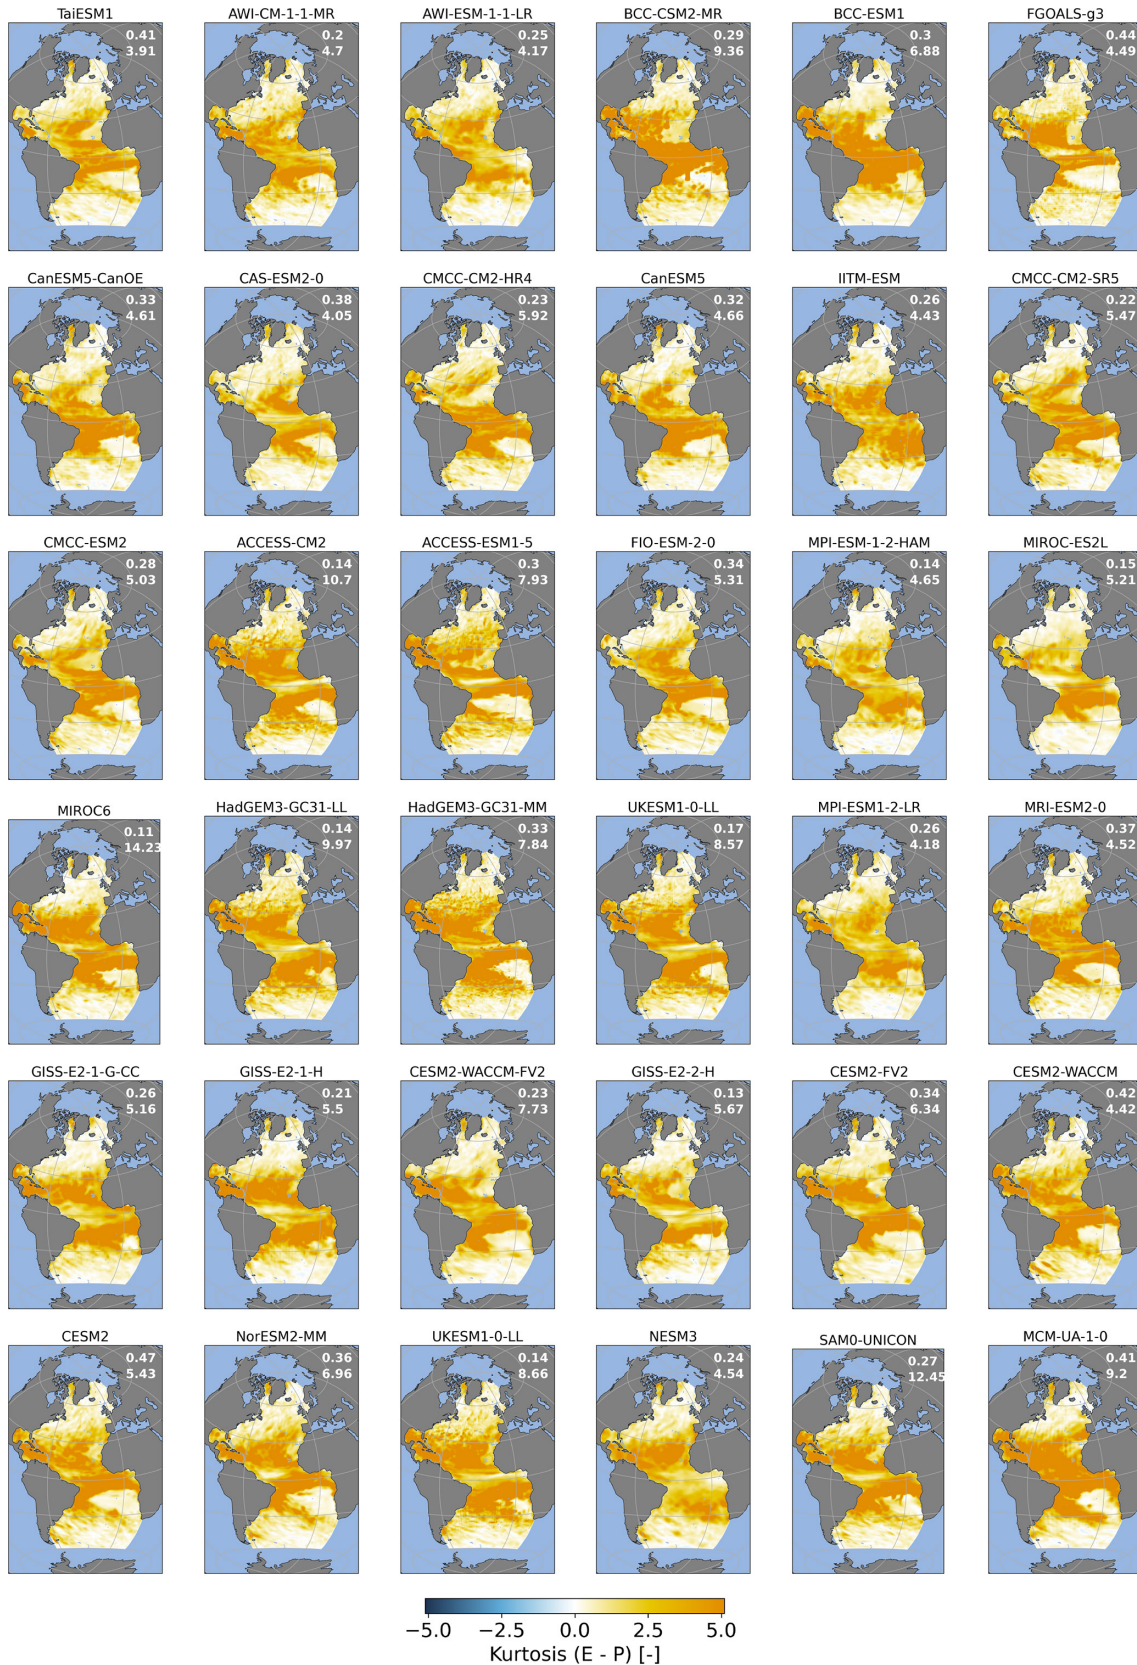 TaiESM1
0.41
3.91
AWI-CM-1-1-MR
0.2
4.7
AWI-ESM-1-1-LR
0.25
4.17
BCC-CSM2-MR
0.29
9.36
BCC-ESM1
0.3
6.88
FGOALS-g3
0.44
4.49
CanESM5-CanOE
0.33
4.61
CAS-ESM2-0
0.38
4.05
CMCC-CM2-HR4
0.23
5.92
CanESM5
0.32
4.66
IITM-ESM
0.26
4.43
CMCC-CM2-SR5
0.22
5.47
CMCC-ESM2
0.28
5.03
ACCESS-CM2
0.14
10.7
ACCESS-ESM1-5
0.3
7.93
FIO-ESM-2-0
0.34
5.31
MPI-ESM-1-2-HAM
0.14
4.65
MIROC-ES2L
0.15
5.21
MIROC6
0.11
14.23
HadGEM3-GC31-LL
0.14
9.97
HadGEM3-GC31-MM
0.33
7.84
UKESM1-0-LL
0.17
8.57
MPI-ESM1-2-LR
0.26
4.18
MRI-ESM2-0
0.37
4.52
GISS-E2-1-G-CC
0.26
5.16
GISS-E2-1-H
0.21
5.5
CESM2-WACCM-FV2
0.23
7.73
GISS-E2-2-H
0.13
5.67
CESM2-FV2
0.34
6.34
CESM2-WACCM
0.42
4.42
CESM2
0.47
5.43
NorESM2-MM
0.36
6.96
UKESM1-0-LL
0.14
8.66
NESM3
0.24
4.54
SAM0-UNICON
0.27
12.45
MCM-UA-1-0
0.41
9.2
−5.0 −2.5 0.0 2.5 5.0
Kurtosis (E - P) [-]